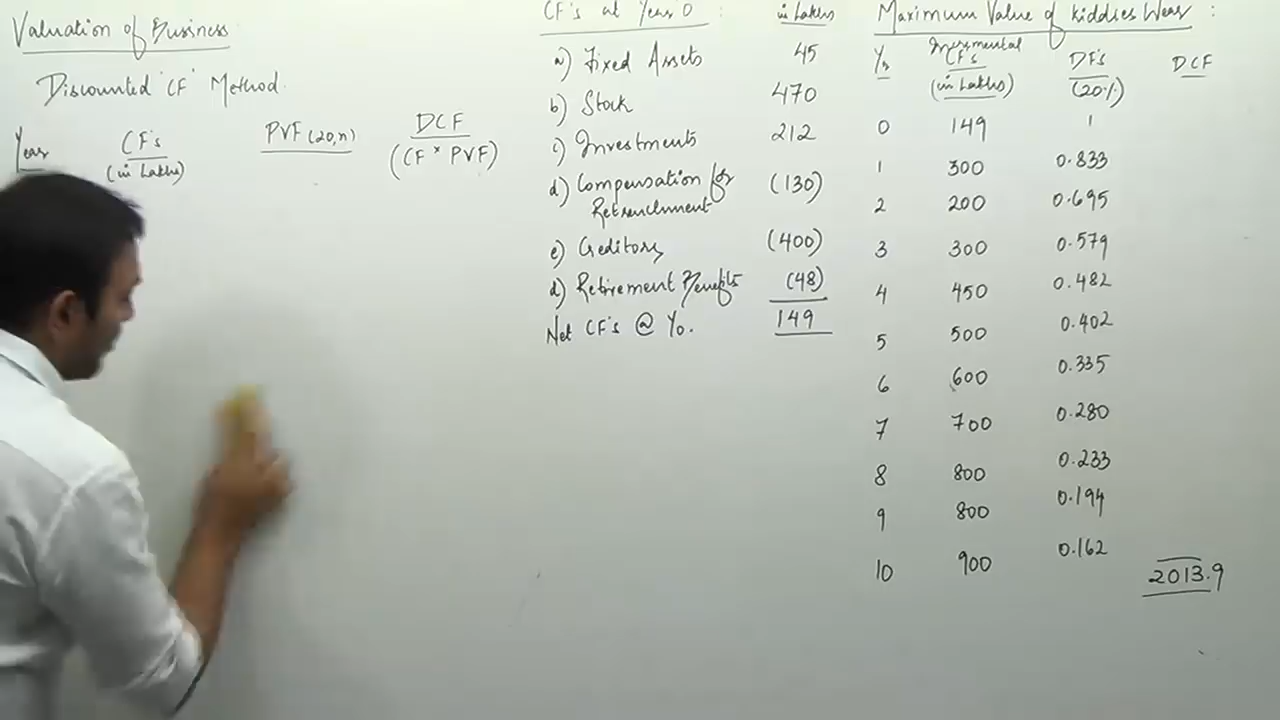 Valuation of Business
Discounted 'CF' Method.
Year CF's (in Lakhs) PVF (20,n) DCF (CF * PVF)
CF's at Year 0 : in Lakhs
a) Fixed Assets 45
b) Stock 470
c) Investments 212
d) Compensation for Retrenchment (130)
e) Creditors (400)
d) Retirement Benefits (48)
Net CF's @ Y0. 149
Maximum Value of Kiddies Wear :
Yr Incremental CF's (in Lakhs) DF's (20%) DCF
0 149 1
1 300 0.833
2 200 0.695
3 300 0.579
4 450 0.482
5 500 0.402
6 600 0.335
7 700 0.280
8 800 0.233
9 800 0.194
10 900 0.162
2013.9